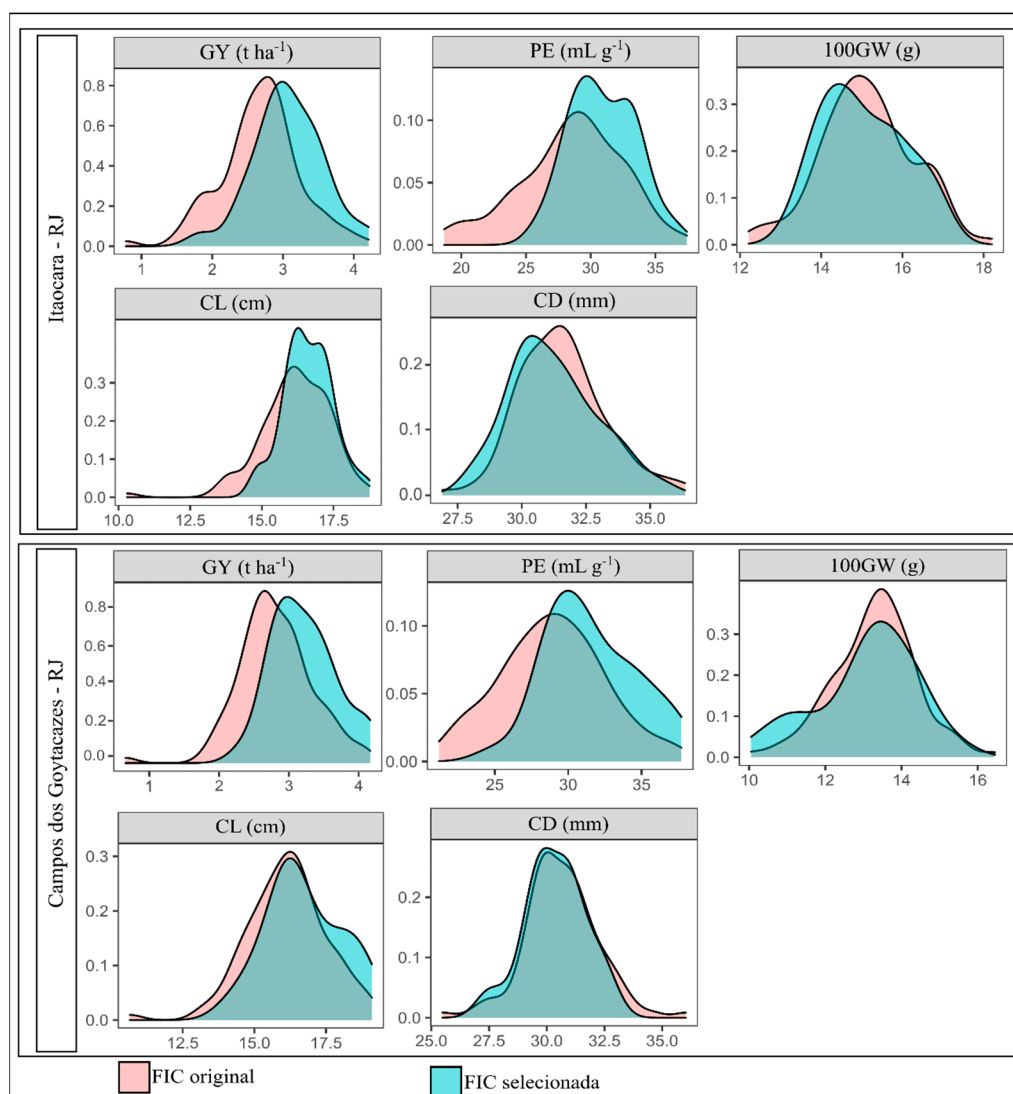 Itaocara - RJ
GY (t ha⁻¹)
PE (mL g⁻¹)
100GW (g)
0.8
0.6
0.4
0.2
0.0
1 2 3 4
0.10
0.05
0.00
20 25 30 35
0.3
0.2
0.1
0.0
12 14 16 18
CL (cm)
CD (mm)
0.3
0.2
0.1
0.0
10.0 12.5 15.0 17.5
0.2
0.1
0.0
27.5 30.0 32.5 35.0
Campos dos Goytacazes - RJ
GY (t ha⁻¹)
PE (mL g⁻¹)
100GW (g)
0.8
0.6
0.4
0.2
0.0
1 2 3 4
0.10
0.05
0.00
25 30 35
0.3
0.2
0.1
0.0
10 12 14 16
CL (cm)
CD (mm)
0.3
0.2
0.1
0.0
12.5 15.0 17.5
0.2
0.1
0.0
25.0 27.5 30.0 32.5 35.0
FIC original
FIC selecionada